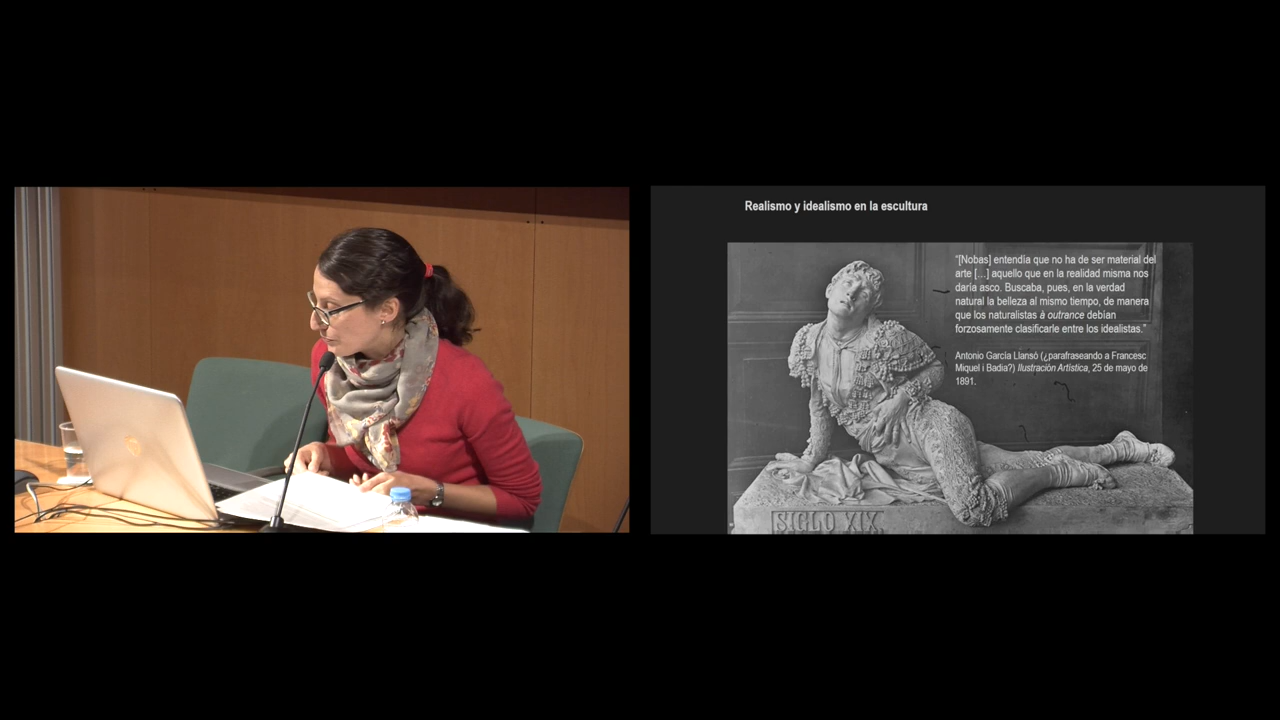 Realismo y idealismo en la escultura
“[Nobas] entendía que no ha de ser material del
arte [...] aquello que en la realidad misma nos
daría asco. Buscaba, pues, en la verdad
natural la belleza al mismo tiempo, de manera
que los naturalistas à outrance debían
forzosamente clasificarle entre los idealistas.”
Antonio García Llansó (¿parafraseando a Francesc
Miquel i Badia?) Ilustración Artística, 25 de mayo de
1891.
SIGLO XIX